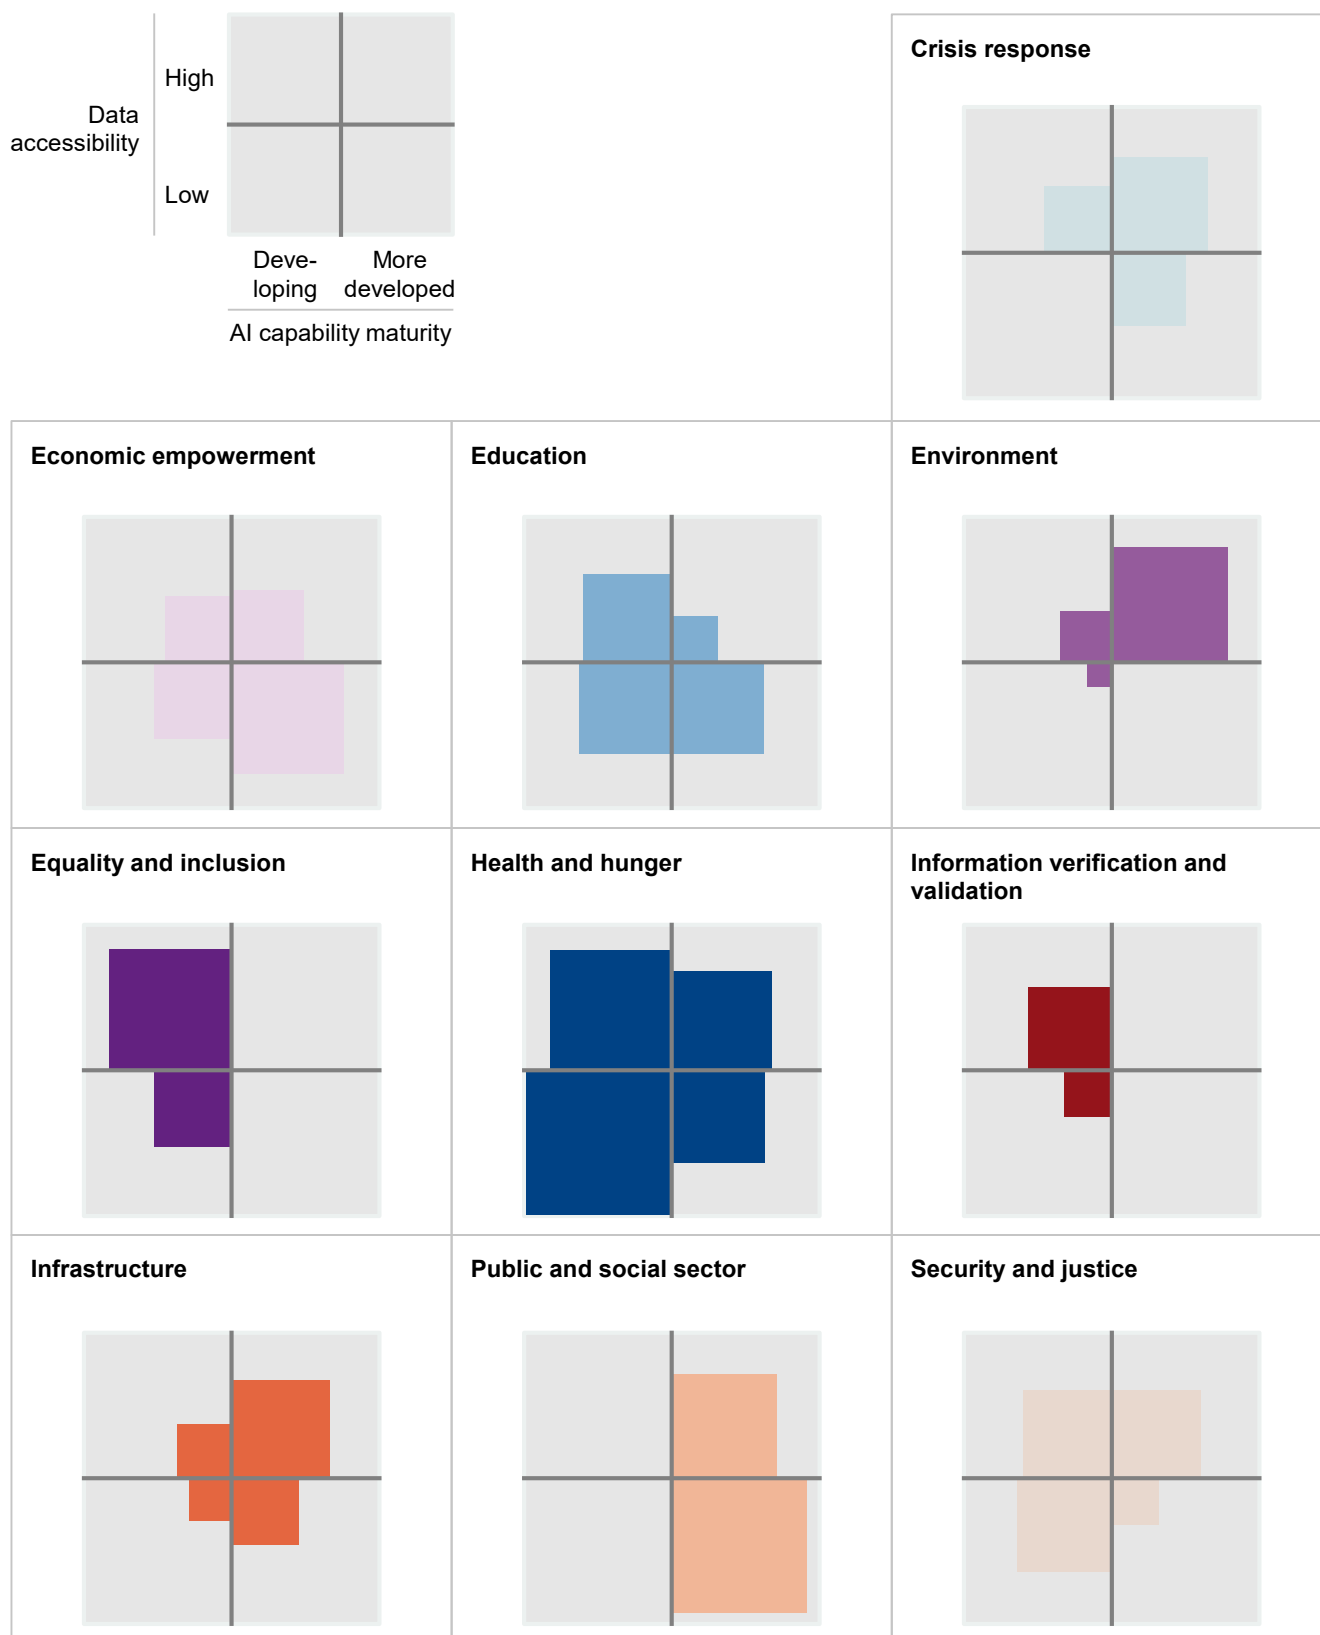 High
Data
accessibility
Low
Deve-
loping
More
developed
AI capability maturity
Crisis response
Economic empowerment
Education
Environment
Equality and inclusion
Health and hunger
Information verification and
validation
Infrastructure
Public and social sector
Security and justice